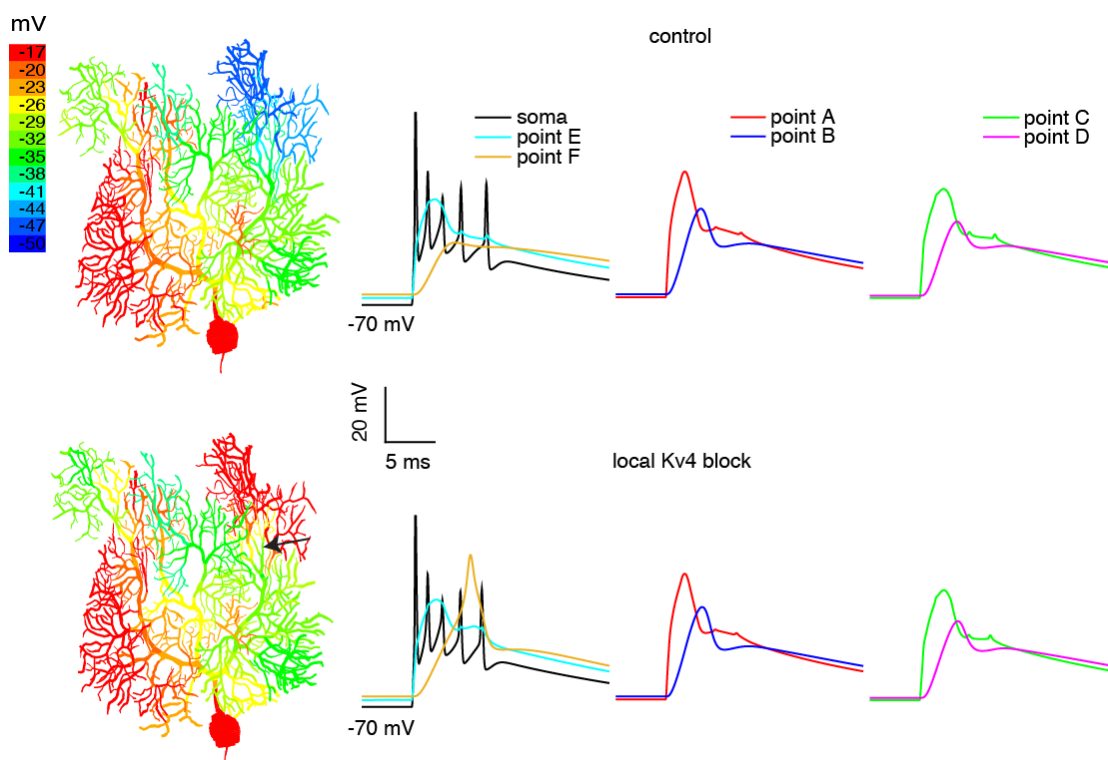 mV
-17
-20
-23
-26
-29
-32
-35
-38
-41
-44
-47
-50
control
soma
point E
point F
point A
point B
point C
point D
-70 mV
20 mV
5 ms
local Kv4 block
-70 mV